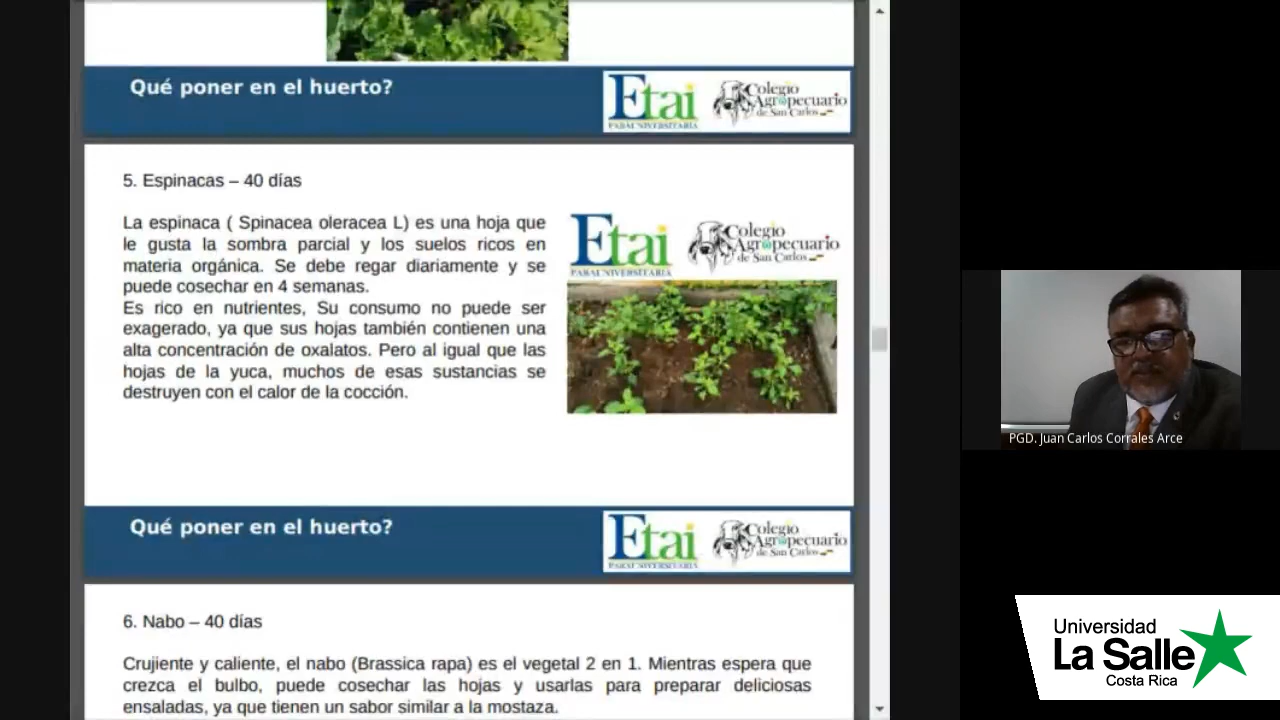 Qué poner en el huerto?
Etai
PARAUNIVERSITARIA
Colegio
Agropecuario
de San Carlos
5. Espinacas – 40 días
La espinaca ( Spinacea oleracea L) es una hoja que
le gusta la sombra parcial y los suelos ricos en
materia orgánica. Se debe regar diariamente y se
puede cosechar en 4 semanas.
Es rico en nutrientes, Su consumo no puede ser
exagerado, ya que sus hojas también contienen una
alta concentración de oxalatos. Pero al igual que las
hojas de la yuca, muchos de esas sustancias se
destruyen con el calor de la cocción.
Etai
PARAUNIVERSITARIA
Colegio
Agropecuario
de San Carlos
PGD. Juan Carlos Corrales Arce
Qué poner en el huerto?
Etai
PARAUNIVERSITARIA
Colegio
Agropecuario
de San Carlos
6. Nabo – 40 días
Crujiente y caliente, el nabo (Brassica rapa) es el vegetal 2 en 1. Mientras espera que
crezca el bulbo, puede cosechar las hojas y usarlas para preparar deliciosas
ensaladas, ya que tienen un sabor similar a la mostaza.
Universidad
La Salle
Costa Rica